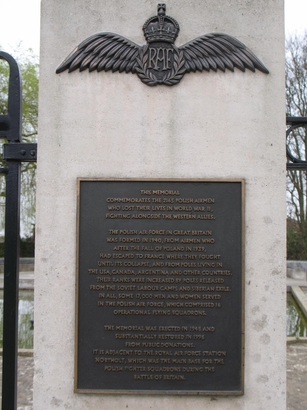 RAF
THIS MEMORIAL
COMMEMORATES THE 2165 POLISH AIRMEN
WHO LOST THEIR LIVES IN WORLD WAR II,
FIGHTING ALONGSIDE THE WESTERN ALLIES.
THE POLISH AIR FORCE IN GREAT BRITAIN
WAS FORMED IN 1940, FROM AIRMEN WHO
AFTER THE FALL OF POLAND IN 1939,
HAD ESCAPED TO FRANCE WHERE THEY FOUGHT
UNTIL ITS COLLAPSE, AND FROM POLES LIVING IN
THE USA, CANADA, ARGENTINA AND OTHER COUNTRIES.
THEIR RANKS WERE INCREASED BY POLES RELEASED
FROM THE SOVIET LABOUR CAMPS AND SIBERIAN EXILE.
IN ALL, SOME 17,000 MEN AND WOMEN SERVED
IN THE POLISH AIR FORCE, WHICH COMPRISED 15
OPERATIONAL FLYING SQUADRONS.
THE MEMORIAL WAS ERECTED IN 1948 AND
SUBSTANTIALLY RESTORED IN 1996
FROM PUBLIC DONATIONS.
IT IS ADJACENT TO THE ROYAL AIR FORCE STATION
NORTHOLT, WHICH WAS THE MAIN BASE FOR THE
POLISH FIGHTER SQUADRONS DURING THE
BATTLE OF BRITAIN.